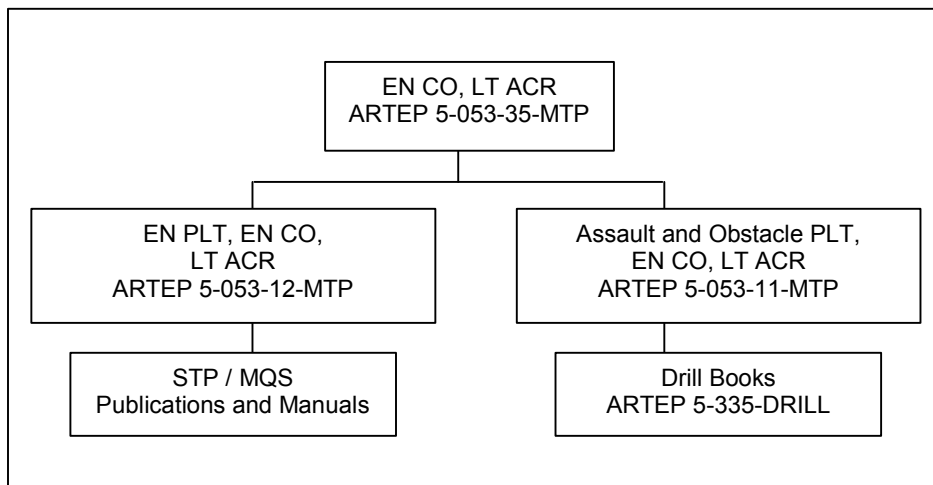 EN CO, LT ACR
ARTEP 5-053-35-MTP
EN PLT, EN CO,
LT ACR
ARTEP 5-053-12-MTP
Assault and Obstacle PLT,
EN CO, LT ACR
ARTEP 5-053-11-MTP
STP / MQS
Publications and Manuals
Drill Books
ARTEP 5-335-DRILL